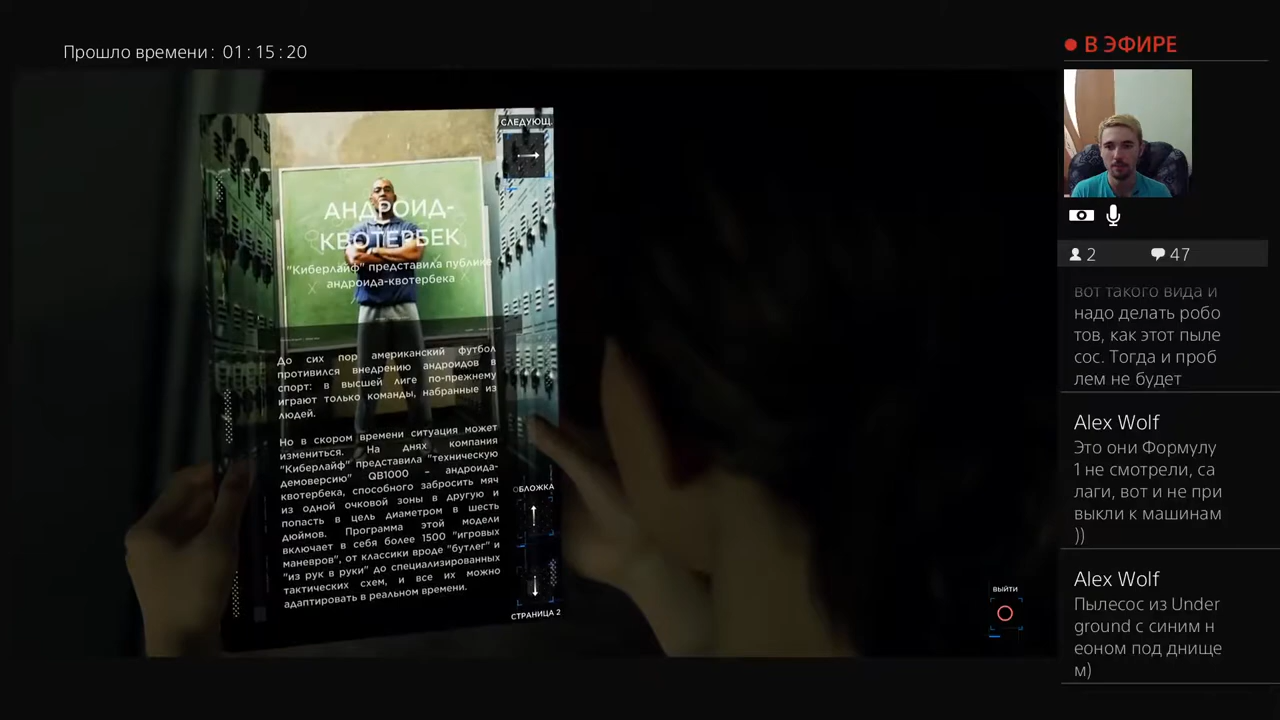 Прошло времени: 01:15:20
В ЭФИРЕ
СЛЕДУЮЩ.
АНДРОИД-
КВОТЕРБЕК
"Киберлайф" представила публике
андроида-квотербека
До сих пор американский футбол
противился внедрению андроидов в
спорт: в высшей лиге по-прежнему
играют только команды, набранные из
людей.
Но в скором времени ситуация может
измениться. На днях компания
"Киберлайф" представила "техническую
демоверсию" QB1000 – андроида-
квотербека, способного забросить мяч
из одной очковой зоны в другую и
попасть в цель диаметром в шесть
дюймов. Программа этой модели
включает в себя более 1500 "игровых
маневров", от классики вроде "бутлег" и
"из рук в руки" до специализированных
тактических схем, и все их можно
адаптировать в реальном времени.
ОБЛОЖКА
СТРАНИЦА 2
ВЫЙТИ
2
47
вот такого вида и
надо делать робо
тов, как этот пыле
сос. Тогда и проб
лем не будет
Alex Wolf
Это они Формулу
1 не смотрели, са
лаги, вот и не при
выкли к машинам
))
Alex Wolf
Пылесос из Under
ground с синим н
еоном под днище
м)